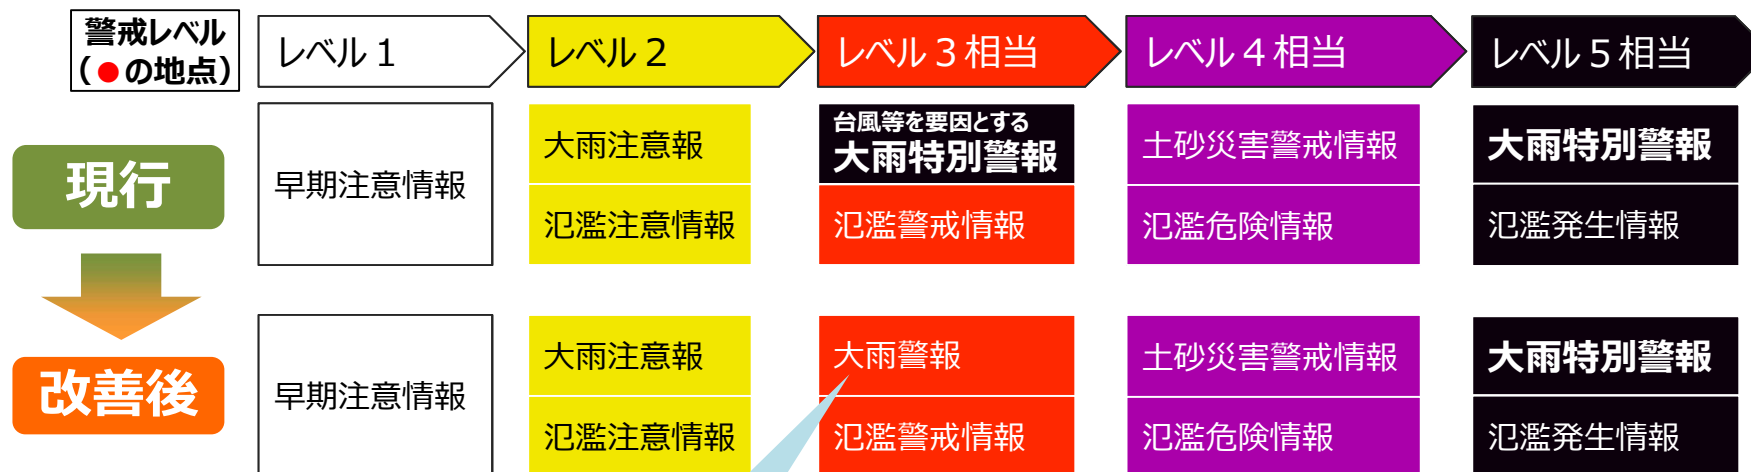 警戒レベル
（●の地点）
レベル１
レベル２
レベル３相当
レベル４相当
レベル５相当
現行
早期注意情報
大雨注意報
氾濫注意情報
台風等を要因とする
大雨特別警報
氾濫警戒情報
土砂災害警戒情報
氾濫危険情報
大雨特別警報
氾濫発生情報
改善後
早期注意情報
大雨注意報
氾濫注意情報
大雨警報
氾濫警戒情報
土砂災害警戒情報
氾濫危険情報
大雨特別警報
氾濫発生情報